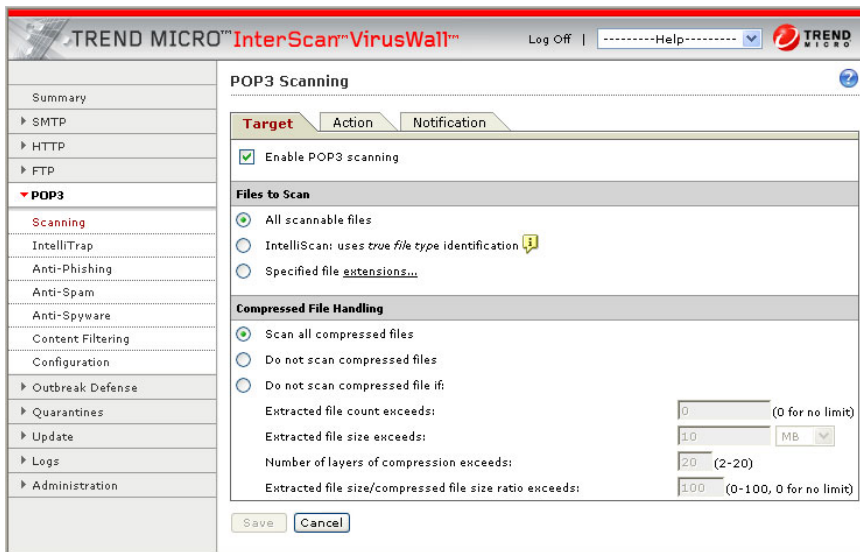 TREND MICRO™ InterScan™ VirusWall™
Log Off | ---------Help---------
TREND MICRO
Summary
SMTP
HTTP
FTP
POP3
Scanning
IntelliTrap
Anti-Phishing
Anti-Spam
Anti-Spyware
Content Filtering
Configuration
Outbreak Defense
Quarantines
Update
Logs
Administration
POP3 Scanning
Target Action Notification
Enable POP3 scanning
Files to Scan
All scannable files
IntelliScan: uses true file type identification
Specified file extensions...
Compressed File Handling
Scan all compressed files
Do not scan compressed files
Do not scan compressed file if:
Extracted file count exceeds: 0 (0 for no limit)
Extracted file size exceeds: 10 MB
Number of layers of compression exceeds: 20 (2-20)
Extracted file size/compressed file size ratio exceeds: 100 (0-100, 0 for no limit)
Save Cancel